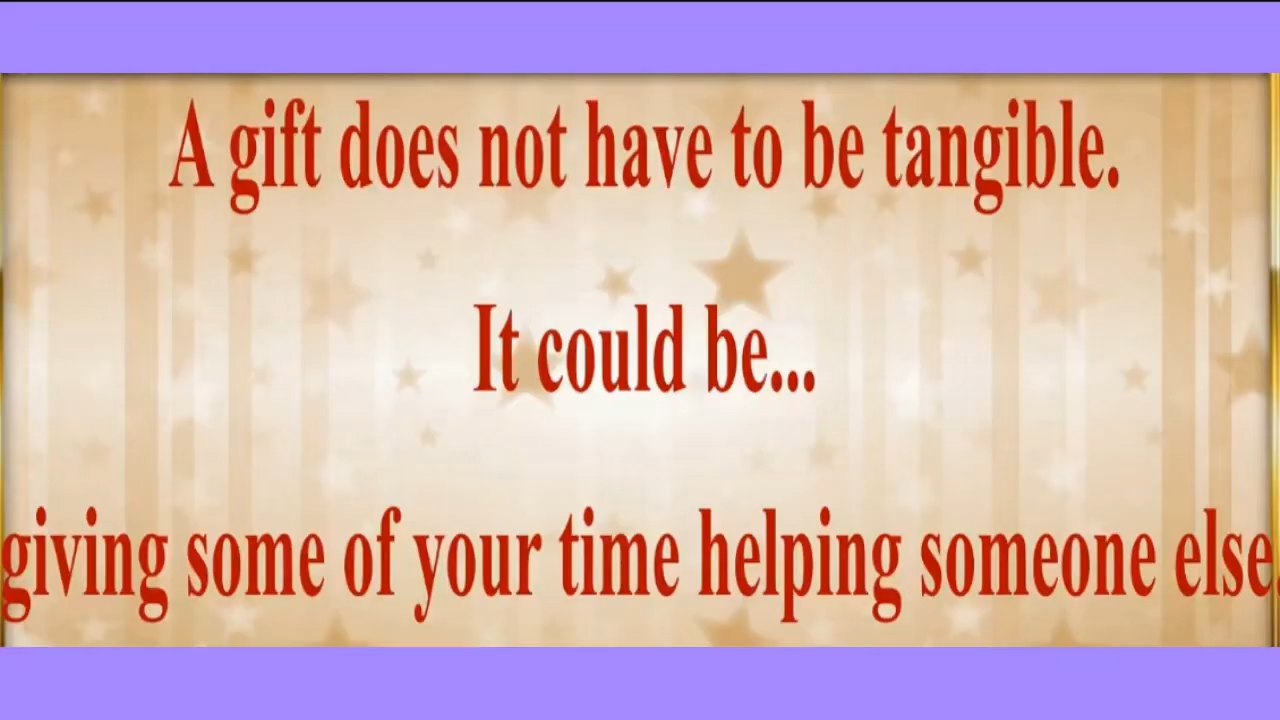 A gift does not have to be tangible.
It could be...
giving some of your time helping someone else.